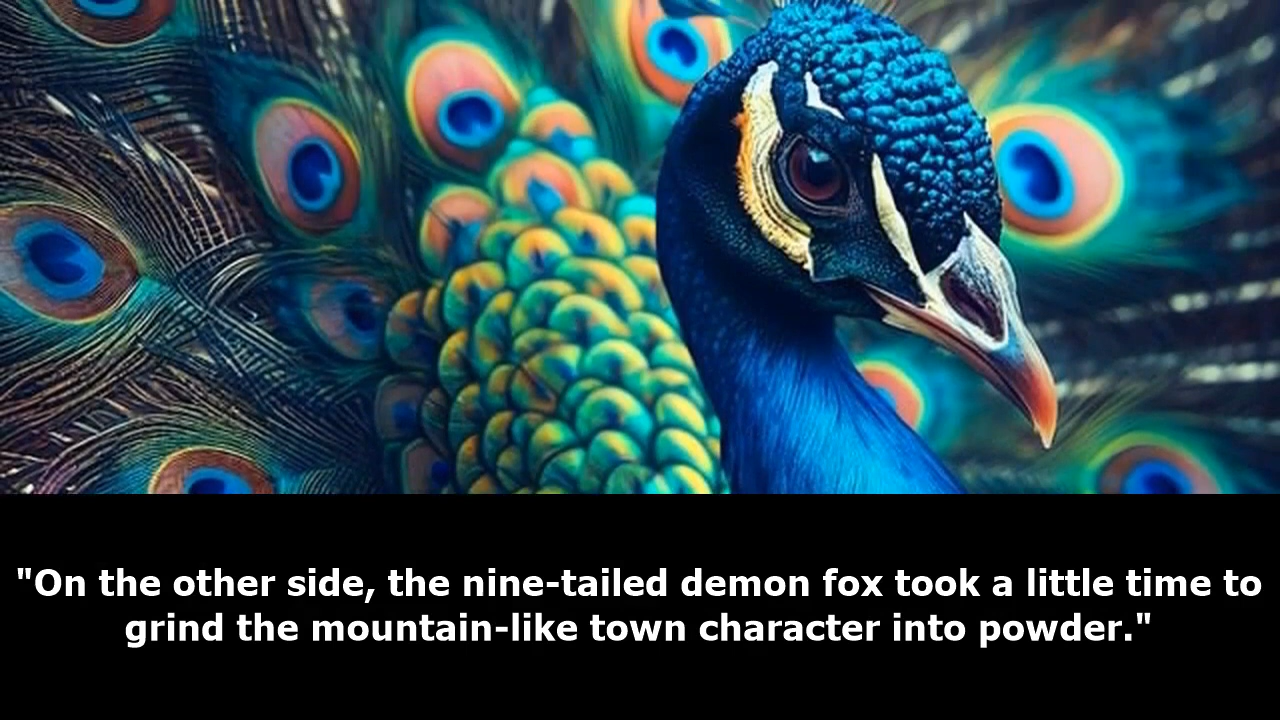 "On the other side, the nine-tailed demon fox took a little time to
grind the mountain-like town character into powder."